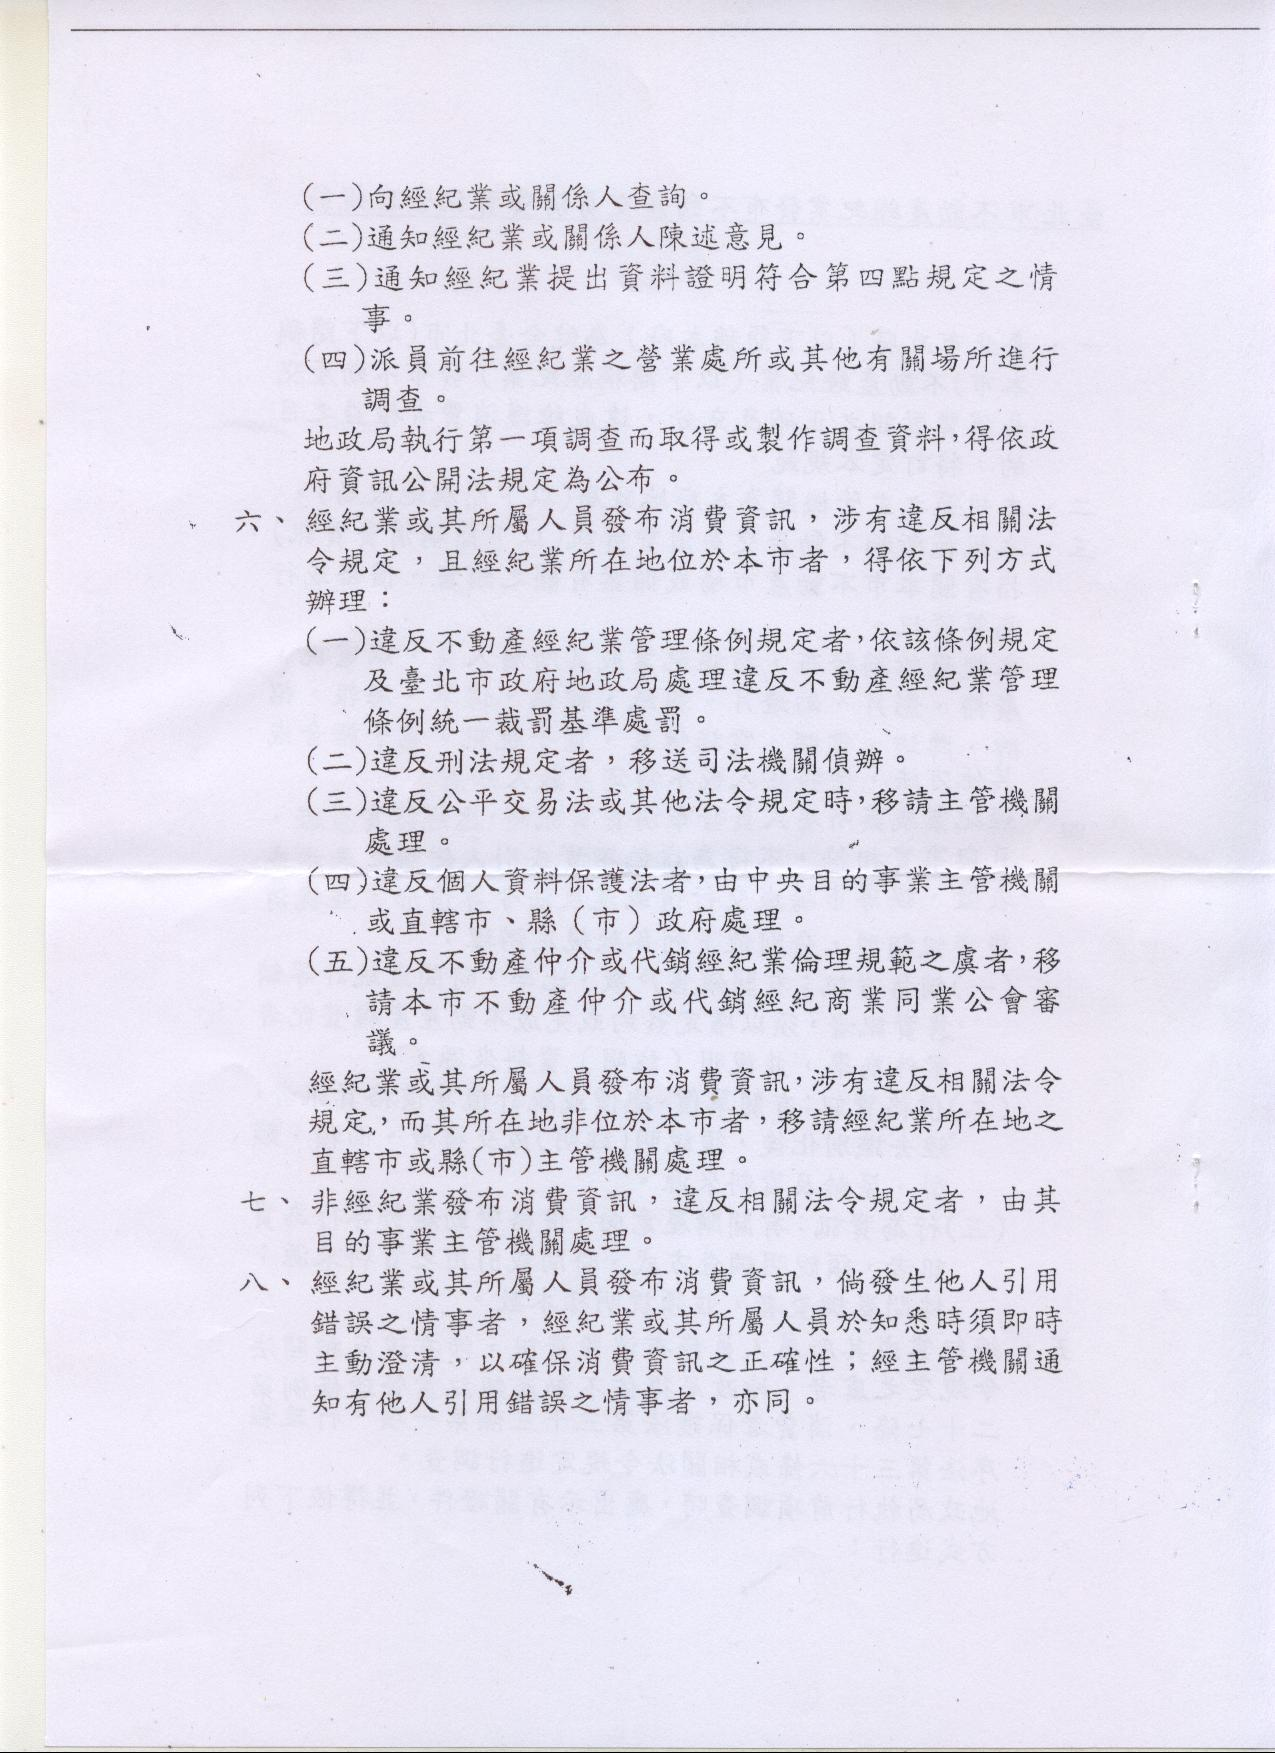 (一)向經紀業或關係人查詢。
(二)通知經紀業或關係人陳述意見。
(三)通知經紀業提出資料證明符合第四點規定之情
事。
(四)派員前往經紀業之營業處所或其他有關場所進行
調查。
地政局執行第一項調查而取得或製作調查資料,得依政
府資訊公開法規定為公布。
六、經紀業或其所屬人員發布消費資訊,涉有違反相關法
令規定,且經紀業所在地位於本市者,得依下列方式
辦理:
(一)違反不動產經紀業管理條例規定者,依該條例規定
及臺北市政府地政局處理違反不動產經紀業管理
條例統一裁罰基準處罰。
(二)違反刑法規定者,移送司法機關偵辦。
(三)違反公平交易法或其他法令規定時,移請主管機關
處理。
(四)違反個人資料保護法者,由中央目的事業主管機關
或直轄市、縣(市)政府處理。
(五)違反不動產仲介或代銷經紀業倫理規範之虞者,移
請本市不動產仲介或代銷經紀商業同業公會審
議。
經紀業或其所屬人員發布消費資訊,涉有違反相關法令
規定,而其所在地非位於本市者,移請經紀業所在地之
直轄市或縣(市)主管機關處理。
七、非經紀業發布消費資訊,違反相關法令規定者,由其
目的事業主管機關處理。
八、經紀業或其所屬人員發布消費資訊,倘發生他人引用
錯誤之情事者,經紀業或其所屬人員於知悉時須即時
主動澄清,以確保消費資訊之正確性;經主管機關通
知有他人引用錯誤之情事者,亦同。